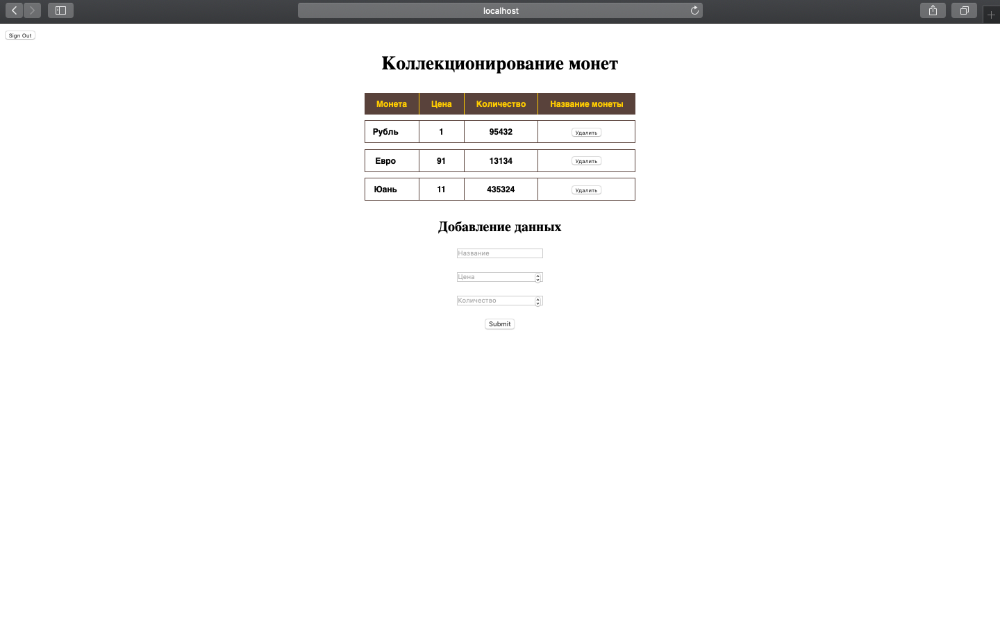 localhost
Sign Out
Коллекционирование монет
Монета Цена Количество Название монеты
Рубль 1 95432 Удалить
Евро 91 13134 Удалить
Юань 11 435324 Удалить
Добавление данных
Название
Цена
Количество
Submit